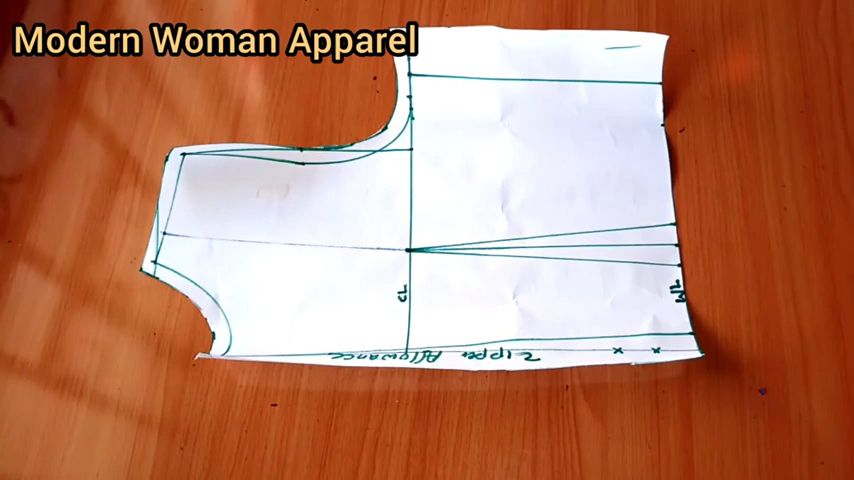 Modern Woman Apparel
CL
WL
Zipper Allowance
x x